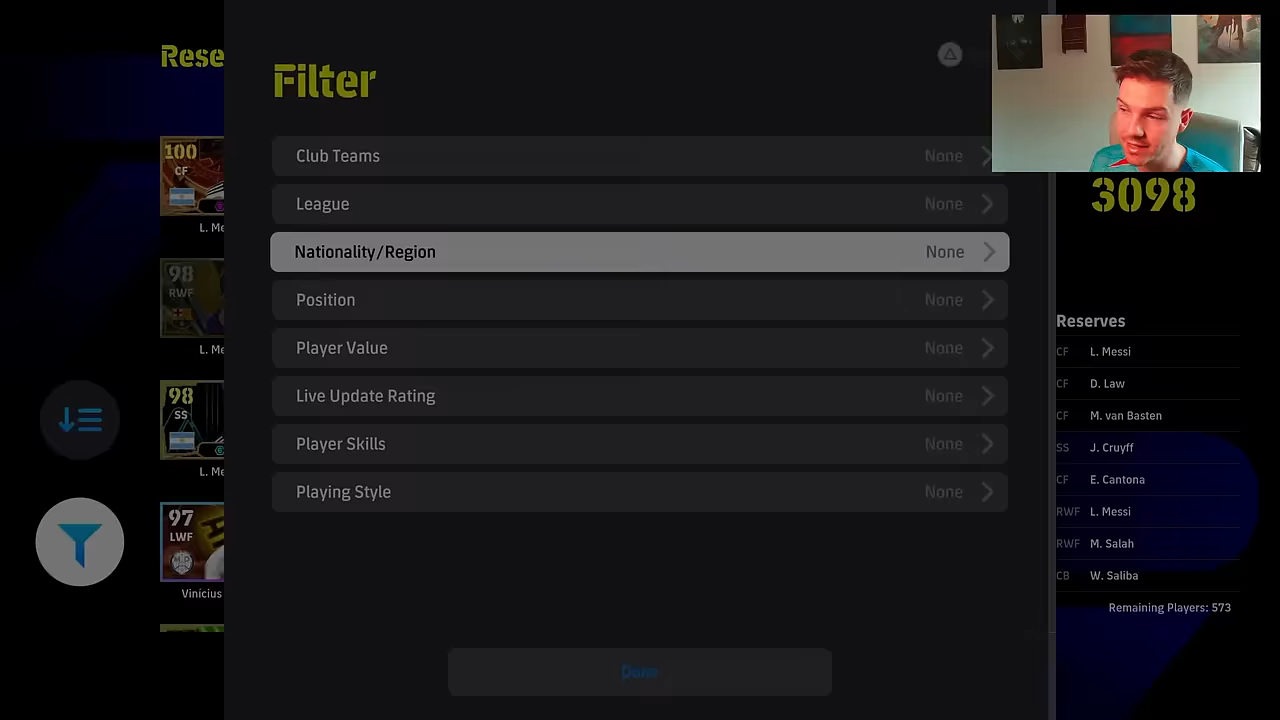 Rese
Filter
Club Teams None
League None
Nationality/Region None
Position None
Player Value None
Live Update Rating None
Player Skills None
Playing Style None
Done
100
CF
L. Me
98
RWF
L. Me
98
SS
L. Me
97
LWF
Vinícius
3098
Reserves
CF L. Messi
CF D. Law
CF M. van Basten
SS J. Cruyff
CF E. Cantona
RWF L. Messi
RWF M. Salah
CB W. Saliba
Remaining Players: 573